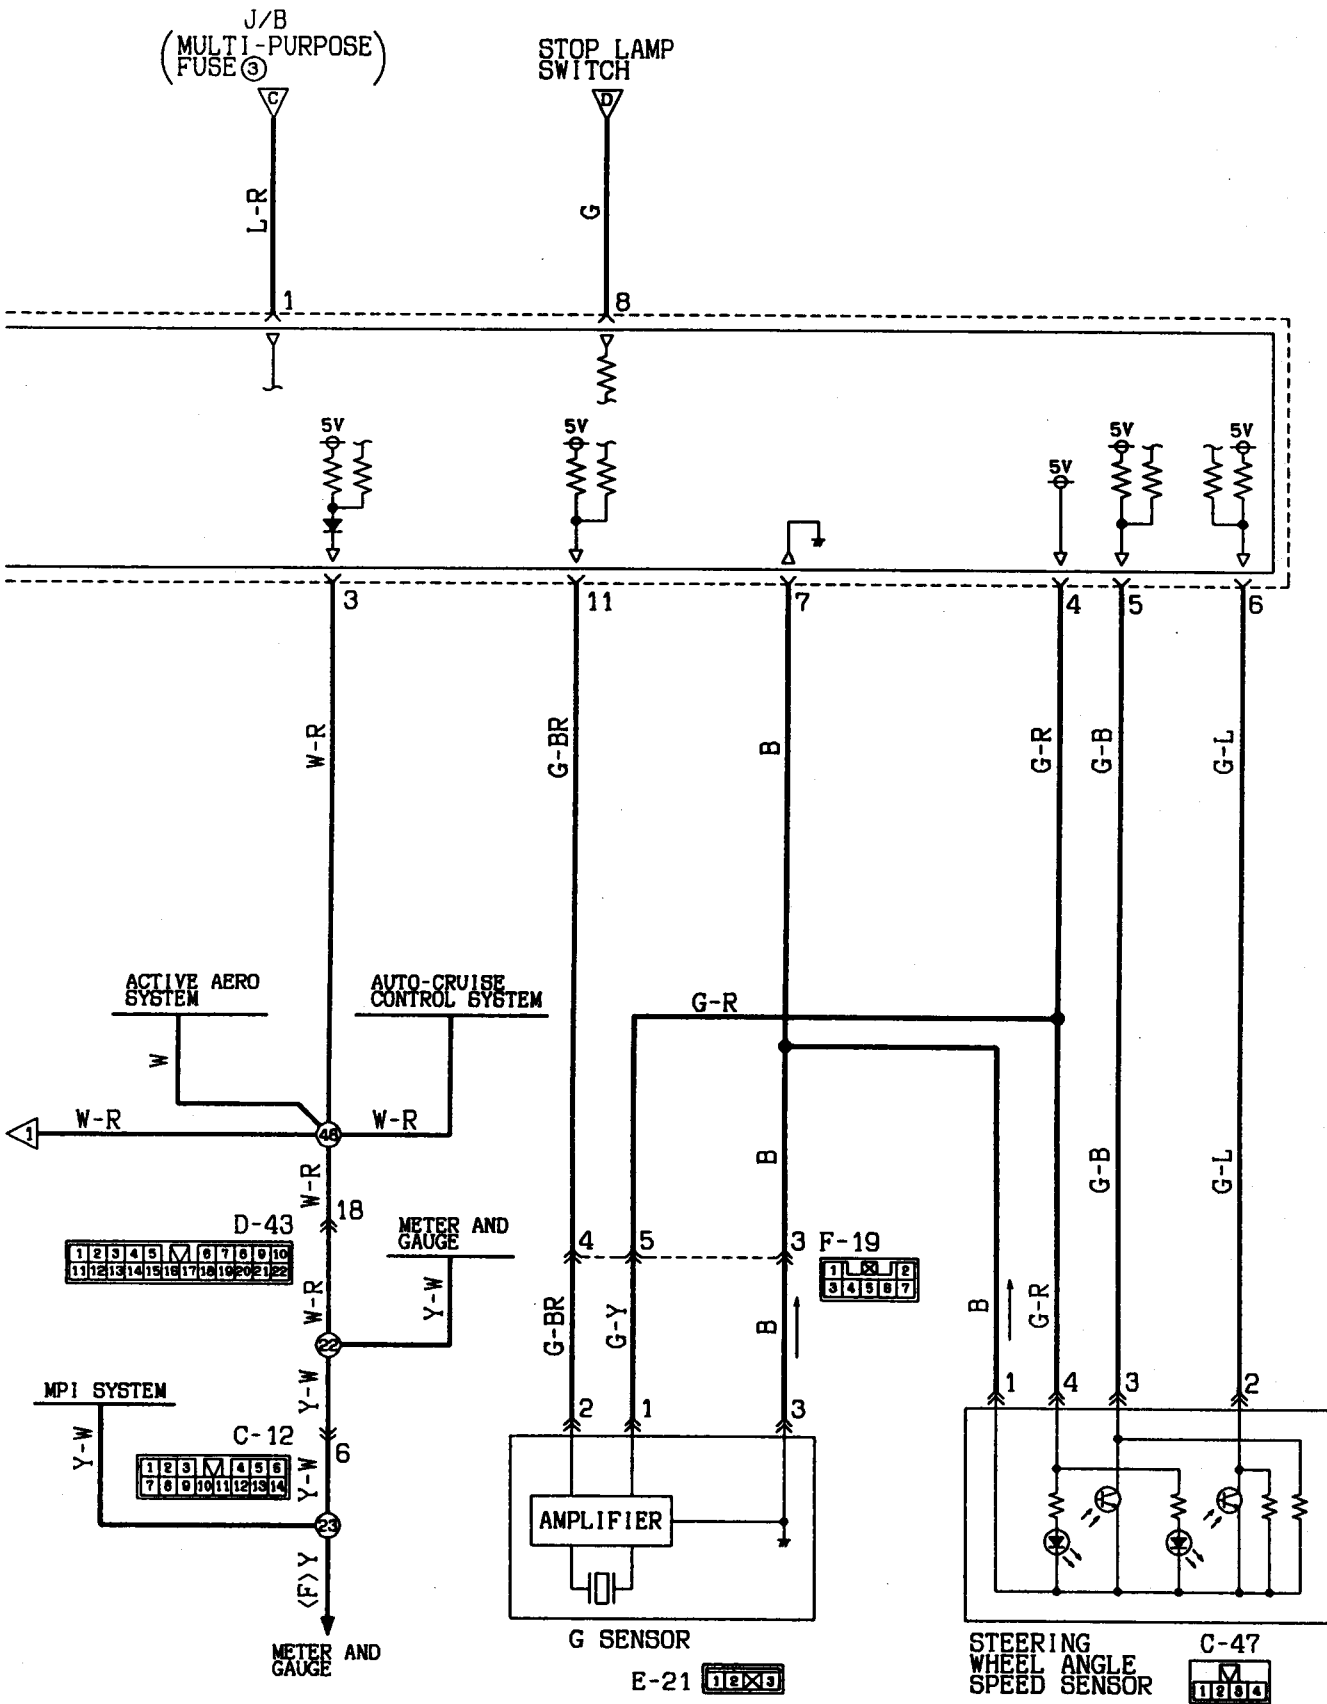 J/B
(MULTI-PURPOSE
FUSE③)
STOP LAMP
SWITCH
C
D
L-R
G
1
8
5V
5V
5V
5V
5V
3
11
7
4
5
6
W-R
G-BR
B
G-R
G-B
G-L
ACTIVE AERO
SYSTEM
AUTO-CRUISE
CONTROL SYSTEM
G-R
W
1
W-R
46
W-R
W-R
B
G-B
G-L
18
D-43
1 2 3 4 5 6 7 8 9 10
11 12 13 14 15 16 17 18 19 20 21 22
METER AND
GAUGE
4
5
3
F-19
1 2
3 4 5 6 7
W-R
Y-W
G-BR
G-Y
B
B
G-R
22
MPI SYSTEM
Y-W
2
1
3
1
4
3
2
C-12
6
1 2 3 4 5 6
7 8 9 10 11 12 13 14
Y-W
Y-W
23
AMPLIFIER
<F>Y
METER AND
GAUGE
G SENSOR
E-21
1 2 3
STEERING
WHEEL ANGLE
SPEED SENSOR
C-47
1 2 3 4